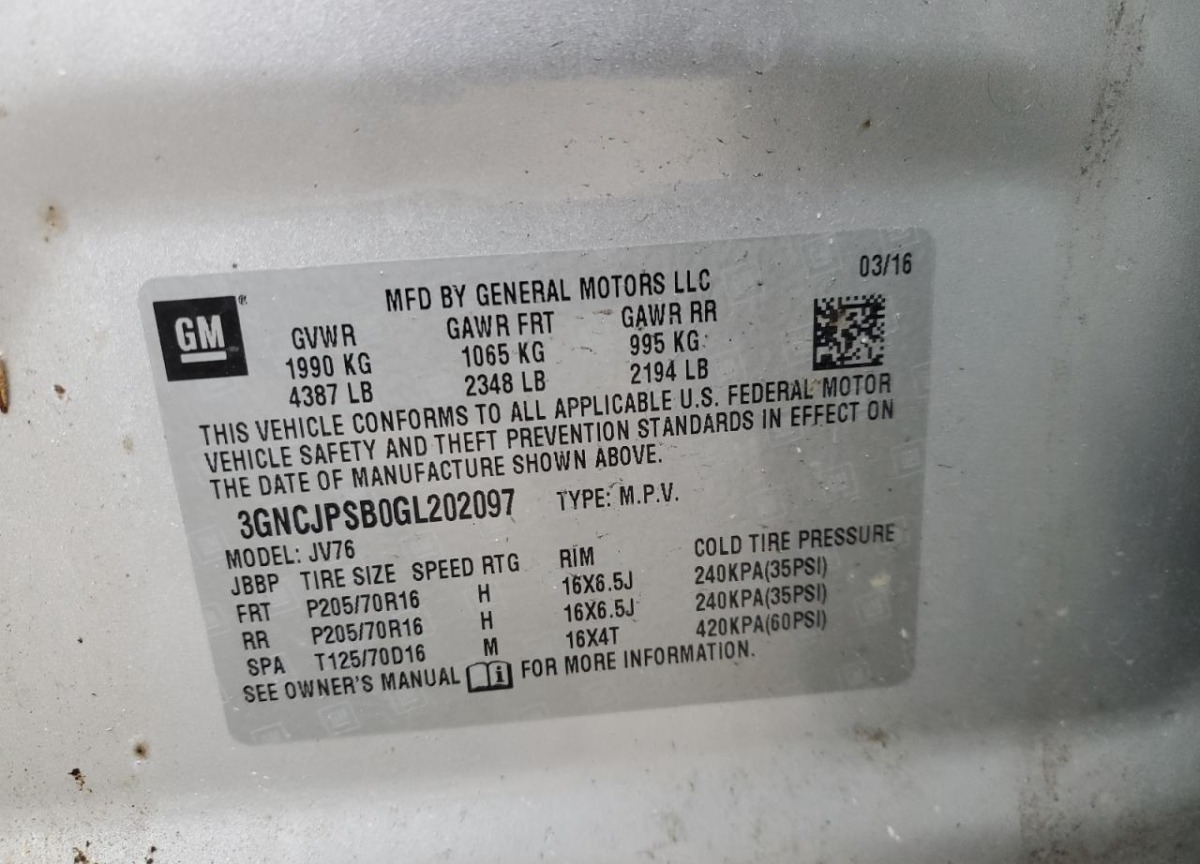 GM ®
MFD BY GENERAL MOTORS LLC 03/16
GVWR GAWR FRT GAWR RR
1990 KG 1065 KG 995 KG
4387 LB 2348 LB 2194 LB
THIS VEHICLE CONFORMS TO ALL APPLICABLE U.S. FEDERAL MOTOR
VEHICLE SAFETY AND THEFT PREVENTION STANDARDS IN EFFECT ON
THE DATE OF MANUFACTURE SHOWN ABOVE.
3GNCJPSB0GL202097 TYPE: M.P.V.
MODEL: JV76
JBBP TIRE SIZE SPEED RTG RIM COLD TIRE PRESSURE
FRT P205/70R16 H 16X6.5J 240KPA(35PSI)
RR P205/70R16 H 16X6.5J 240KPA(35PSI)
SPA T125/70D16 M 16X4T 420KPA(60PSI)
SEE OWNER'S MANUAL i FOR MORE INFORMATION.